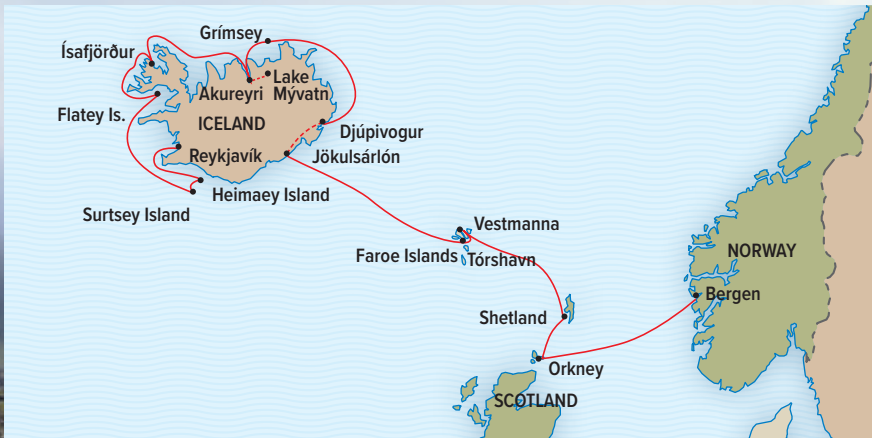 Grímsey
Ísafjörður
Lake
Akureyri Mývatn
Flatey Is.
ICELAND
Djúpivogur
Reykjavík
Jökulsárlón
Heimaey Island
Surtsey Island
Vestmanna
Faroe Islands Tórshavn
NORWAY
Bergen
Shetland
Orkney
SCOTLAND